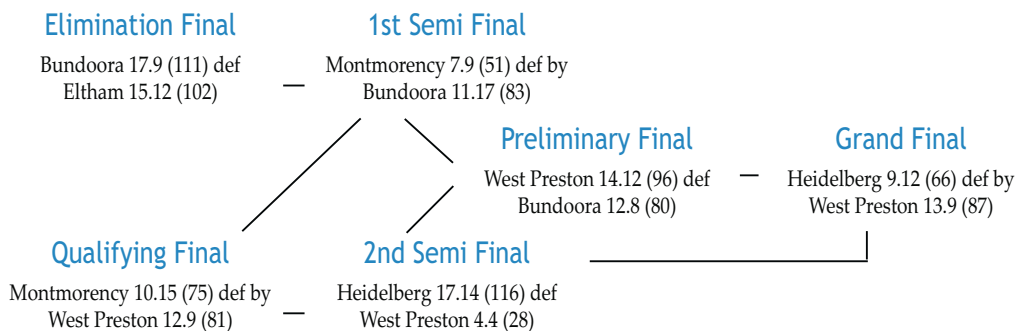 Elimination Final
Bundoora 17.9 (111) def
Eltham 15.12 (102)
1st Semi Final
Montmorency 7.9 (51) def by
Bundoora 11.17 (83)
Preliminary Final
West Preston 14.12 (96) def
Bundoora 12.8 (80)
Grand Final
Heidelberg 9.12 (66) def by
West Preston 13.9 (87)
Qualifying Final
Montmorency 10.15 (75) def by
West Preston 12.9 (81)
2nd Semi Final
Heidelberg 17.14 (116) def
West Preston 4.4 (28)